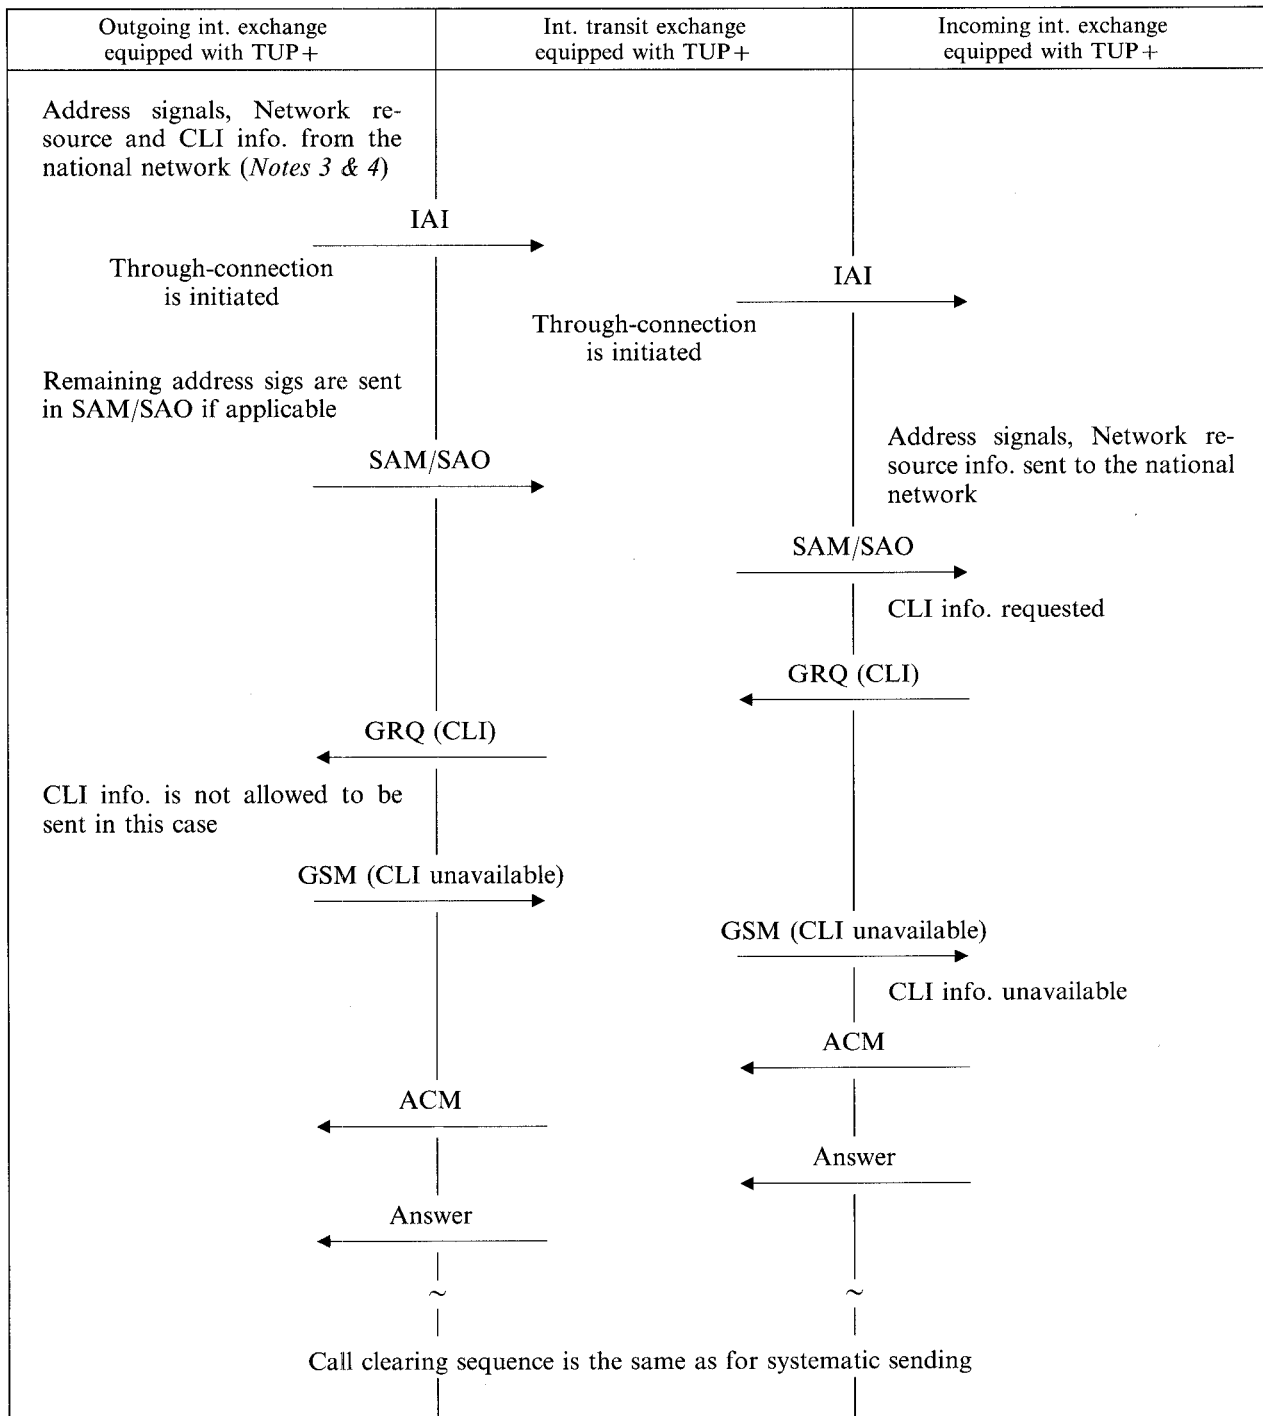 Outgoing int. exchange
equipped with TUP+
Int. transit exchange
equipped with TUP+
Incoming int. exchange
equipped with TUP+
Address signals, Network re-
source and CLI info. from the
national network (Notes 3 & 4)
IAI
Through-connection
is initiated
IAI
Through-connection
is initiated
Remaining address sigs are sent
in SAM/SAO if applicable
Address signals, Network re-
source info. sent to the national
network
SAM/SAO
SAM/SAO
CLI info. requested
GRQ (CLI)
GRQ (CLI)
CLI info. is not allowed to be
sent in this case
GSM (CLI unavailable)
GSM (CLI unavailable)
CLI info. unavailable
ACM
ACM
Answer
Answer
~
~
Call clearing sequence is the same as for systematic sending